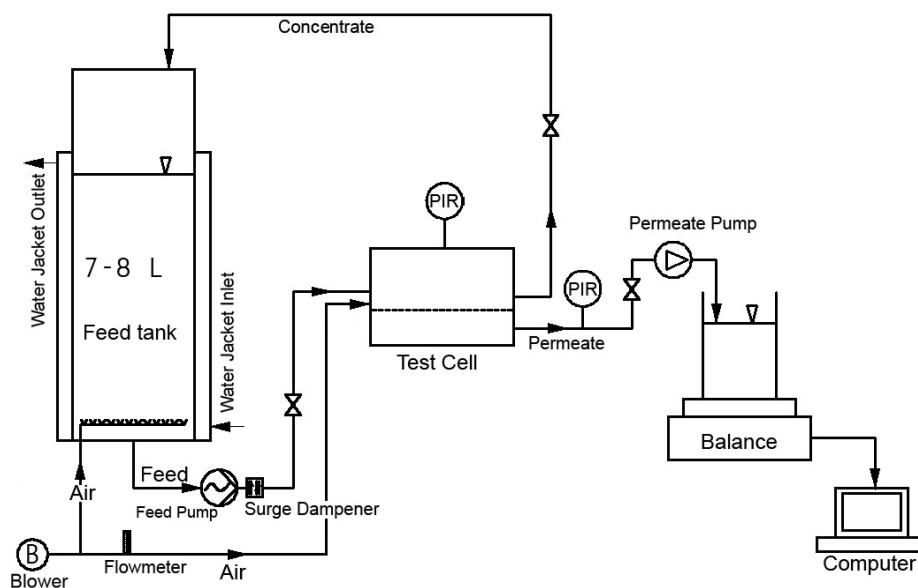 Concentrate
Water Jacket Outlet
PIR
Permeate Pump
7-8 L
Feed tank
Water Jacket Inlet
PIR
Permeate
Test Cell
Balance
Feed
Air
Feed Pump
Surge Dampener
B
Blower
Flowmeter
Air
Computer